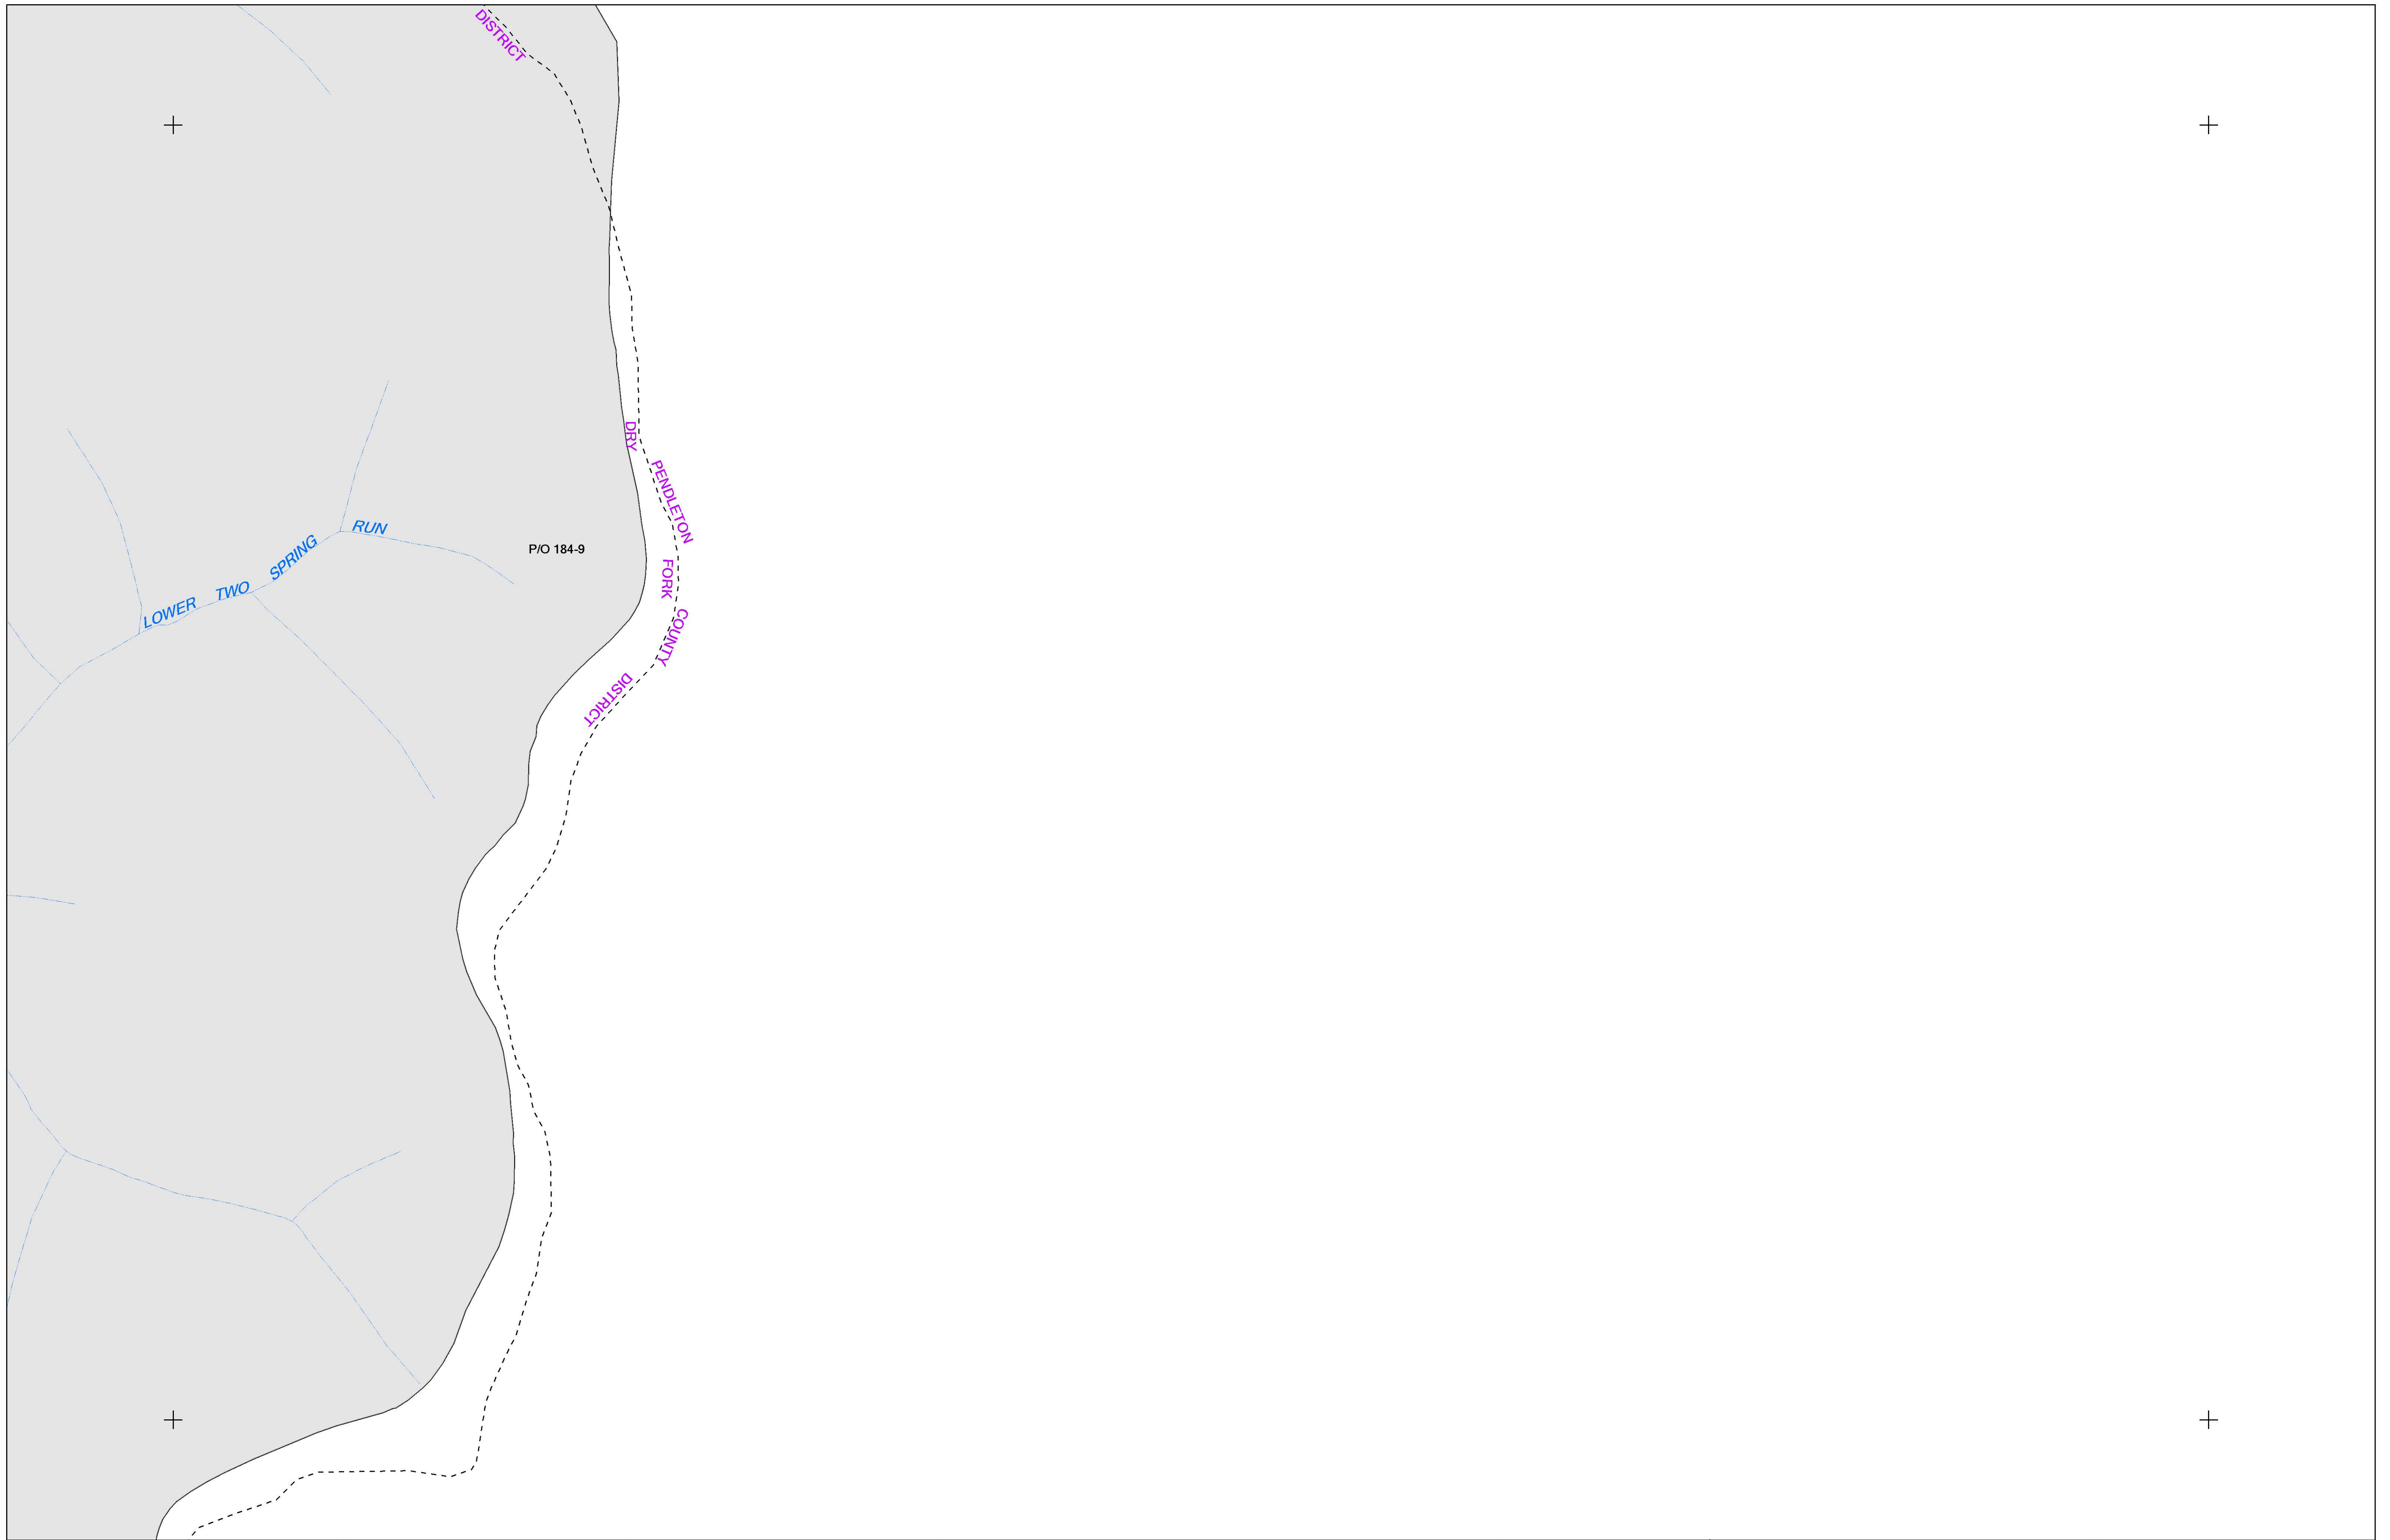 DISTRICT
DRY FORK DISTRICT
PENDLETON COUNTY
LOWER TWO SPRING RUN
P/O 184-9